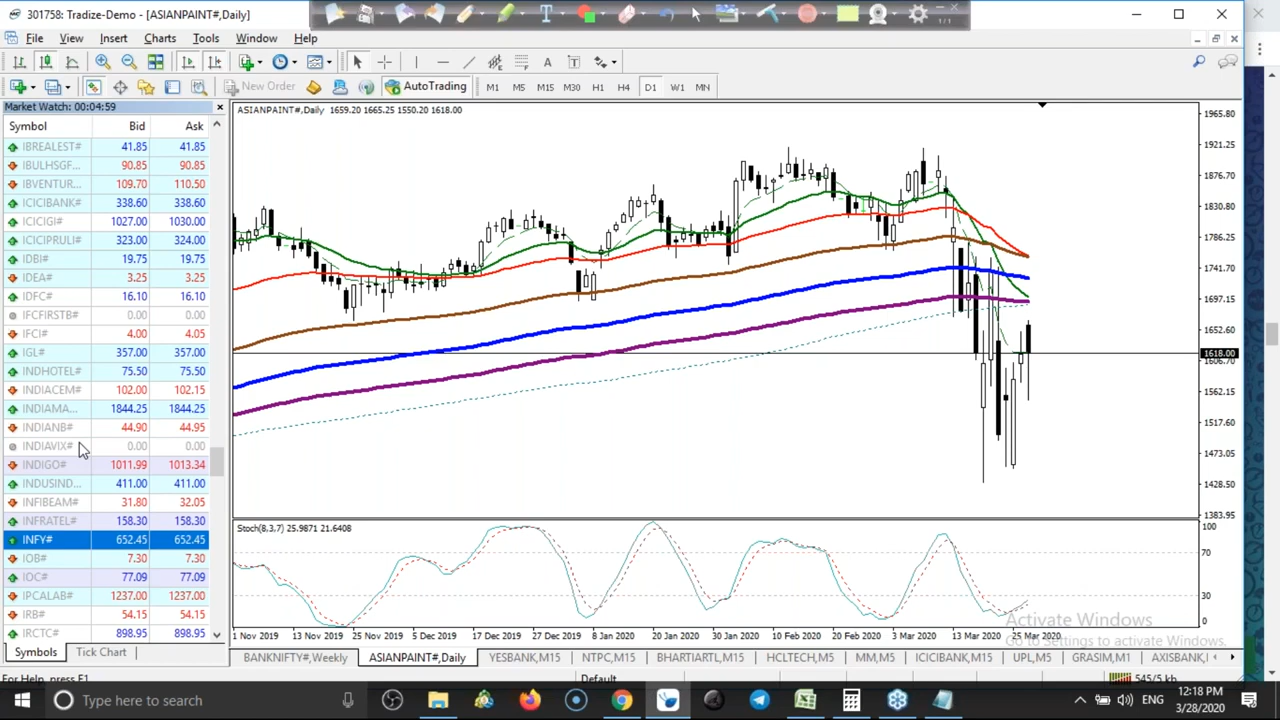 301758: Tradize-Demo - [ASIANPAINT#,Daily]
File View Insert Charts Tools Window Help
New Order AutoTrading M1 M5 M15 M30 H1 H4 D1 W1 MN
Market Watch: 00:04:59
Symbol Bid Ask
IBREALEST# 41.85 41.85
IBULHSGF... 90.85 90.85
IBVENTUR... 109.70 110.50
ICICIBANK# 338.60 338.60
ICICIGI# 1027.00 1030.00
ICICIPRULI# 323.00 324.00
IDBI# 19.75 19.75
IDEA# 3.25 3.25
IDFC# 16.10 16.10
IFCFIRSTB# 0.00 0.00
IFCI# 4.00 4.05
IGL# 357.00 357.00
INDHOTEL# 75.50 75.50
INDIACEM# 102.00 102.15
INDIAMA... 1844.25 1844.25
INDIANB# 44.90 44.95
INDIAVIX# 0.00 0.00
INDIGO# 1011.99 1013.34
INDUSIND... 411.00 411.00
INFIBEAM# 31.80 32.05
INFRATEL# 158.30 158.30
INFY# 652.45 652.45
IOB# 7.30 7.30
IOC# 77.09 77.09
IPCALAB# 1237.00 1237.00
IRB# 54.15 54.15
IRCTC# 898.95 898.95
Symbols Tick Chart
ASIANPAINT#,Daily 1659.20 1665.25 1550.20 1618.00
1965.80
1921.25
1876.70
1830.80
1786.25
1741.70
1697.15
1652.60
1618.00
1606.70
1562.15
1517.60
1473.05
1428.50
1383.95
Stoch(8,3,7) 25.9871 21.6408
100
70
30
0
1 Nov 2019 13 Nov 2019 25 Nov 2019 5 Dec 2019 17 Dec 2019 27 Dec 2019 8 Jan 2020 20 Jan 2020 30 Jan 2020 10 Feb 2020 20 Feb 2020 3 Mar 2020 13 Mar 2020 25 Mar 2020
Activate Windows
Go to Settings to activate Windows.
BANKNIFTY#,Weekly ASIANPAINT#,Daily YESBANK,M15 NTPC,M15 BHARTIARTL,M15 HCLTECH,M5 MM,M5 ICICIBANK,M15 UPL,M5 GRASIM,M15 AXISBANK,
For Help, press F1 Default 545/5 kb
Type here to search
ENG 12:18 PM
3/28/2020